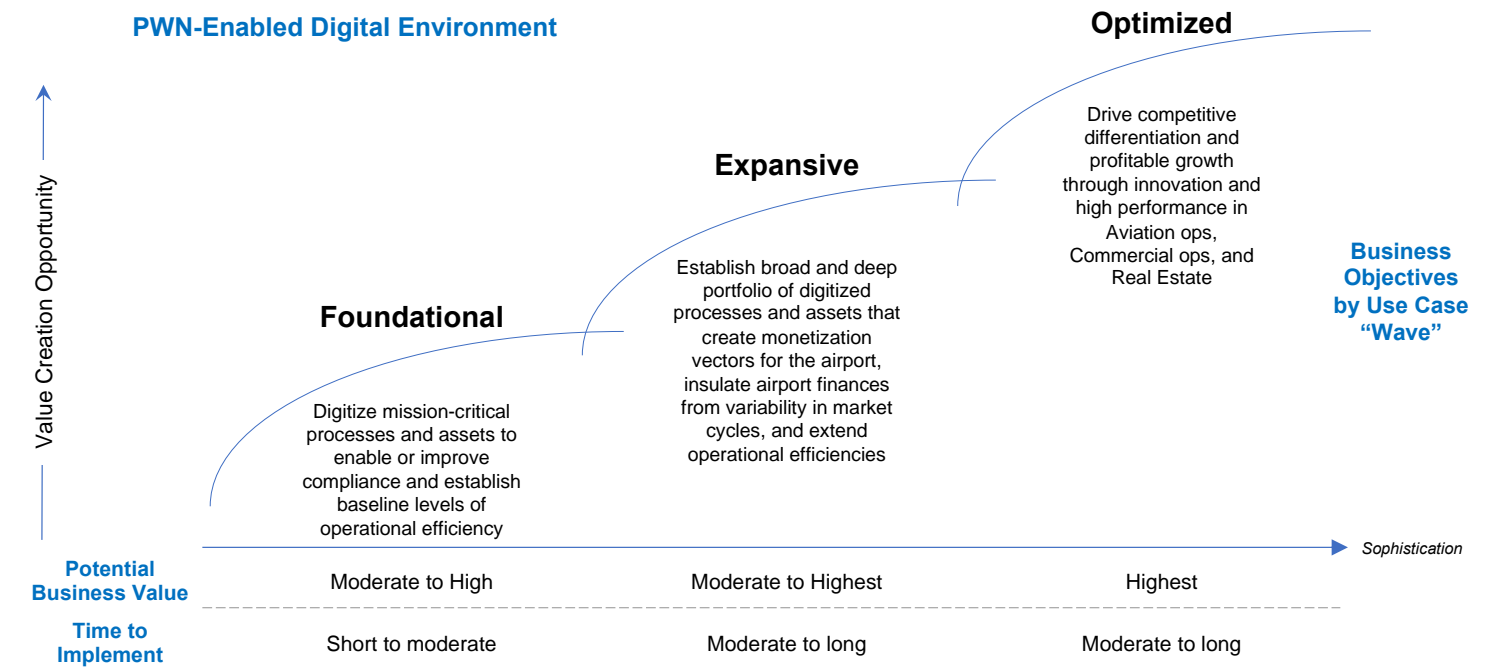 PWN-Enabled Digital Environment
Optimized
Drive competitive
differentiation and
profitable growth
through innovation and
high performance in
Aviation ops,
Commercial ops, and
Real Estate
Expansive
Establish broad and deep
portfolio of digitized
processes and assets that
create monetization
vectors for the airport,
insulate airport finances
from variability in market
cycles, and extend
operational efficiencies
Foundational
Digitize mission-critical
processes and assets to
enable or improve
compliance and establish
baseline levels of
operational efficiency
Value Creation Opportunity
Business
Objectives
by Use Case
“Wave”
Sophistication
Potential
Business Value
Moderate to High
Moderate to Highest
Highest
Time to
Implement
Short to moderate
Moderate to long
Moderate to long